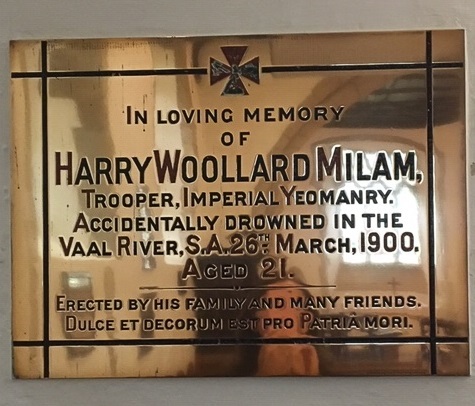 In loving memory
of
Harry Woollard Milam,
Trooper, Imperial Yeomanry.
Accidentally drowned in the
Vaal River, S.A. 26th March, 1900.
Aged 21.
Erected by his family and many friends.
Dulce et decorum est pro Patriâ mori.